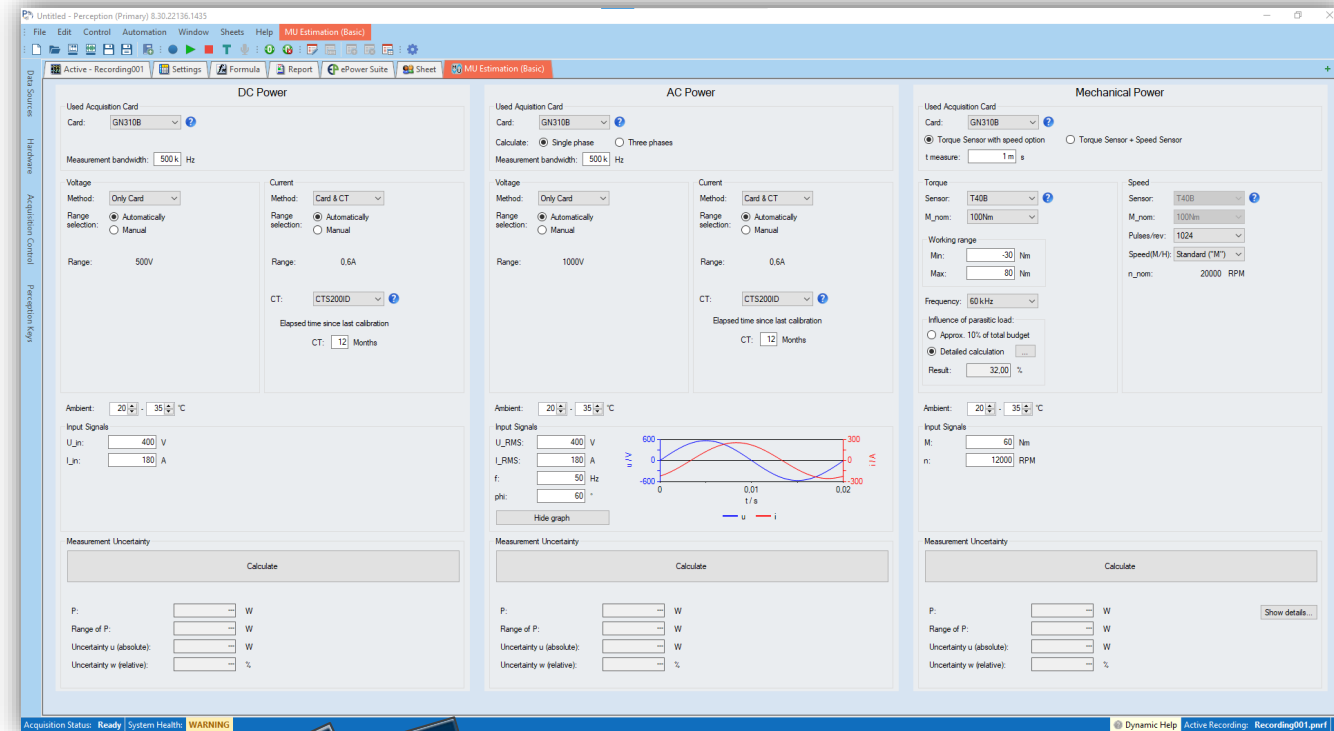 Untitled - Perception (Primary) 8.30.22136.1435
File Edit Control Automation Window Sheets Help MU Estimation (Basic)
Active - Recording001 Settings Formula Report ePower Suite Sheet MU Estimation (Basic)
Data Sources
Hardware
Acquisition Control
Perception Keys
DC Power
Used Acquisition Card
Card: GN310B
Measurement bandwidth: 500 k Hz
Voltage
Method: Only Card
Range selection: Automatically
Manual
Range: 500V
Current
Method: Card & CT
Range selection: Automatically
Manual
Range: 0,6A
CT: CTS200ID
Elapsed time since last calibration
CT: 12 Months
Ambient: 20 - 35 °C
Input Signals
U_in: 400 V
I_in: 180 A
Measurement Uncertainty
Calculate
P: --- W
Range of P: --- W
Uncertainty u (absolute): --- W
Uncertainty w (relative): --- %
AC Power
Used Aquisition Card
Card: GN310B
Calculate: Single phase Three phases
Measurement bandwidth: 500 k Hz
Voltage
Method: Only Card
Range selection: Automatically
Manual
Range: 1000V
Current
Method: Card & CT
Range selection: Automatically
Manual
Range: 0,6A
CT: CTS200ID
Elapsed time since last calibration
CT: 12 Months
Ambient: 20 - 35 °C
Input Signals
U_RMS: 400 V
I_RMS: 180 A
f: 50 Hz
phi: 60 °
Hide graph
600
0
-600
u / V
300
0
-300
i / A
0 0,01 0,02
t / s
u i
Measurement Uncertainty
Calculate
P: --- W
Range of P: --- W
Uncertainty u (absolute): --- W
Uncertainty w (relative): --- %
Mechanical Power
Used Acquisition Card
Card: GN310B
Torque Sensor with speed option Torque Sensor + Speed Sensor
t measure: 1 m s
Torque
Sensor: T40B
M_nom: 100Nm
Working range
Min: -30 Nm
Max: 80 Nm
Frequency: 60 kHz
Influence of parasitic load:
Approx. 10% of total budget
Detailed calculation ...
Result: 32,00 %
Speed
Sensor: T40B
M_nom: 100Nm
Pulses/rev: 1024
Speed(M/H): Standard ("M")
n_nom: 20000 RPM
Ambient: 20 - 35 °C
Input Signals
M: 60 Nm
n: 12000 RPM
Measurement Uncertainty
Calculate
P: --- W
Show details...
Range of P: --- W
Uncertainty u (absolute): --- W
Uncertainty w (relative): --- %
Acquisition Status: Ready System Health: WARNING
Dynamic Help Active Recording: Recording001.pnrf